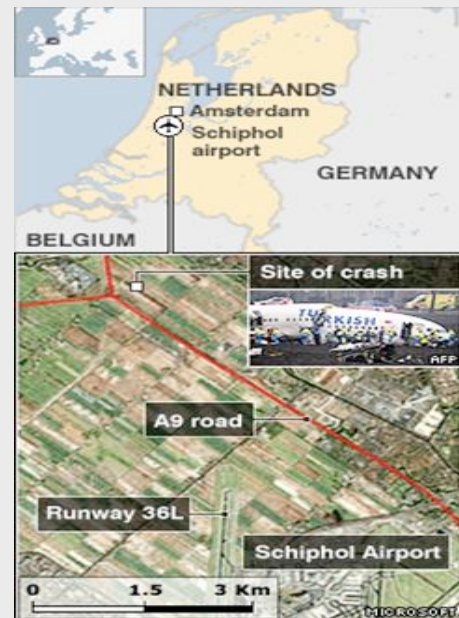 NETHERLANDS
Amsterdam
Schiphol
airport
GERMANY
BELGIUM
Site of crash
TURKISH
AFP
A9 road
Runway 36L
Schiphol Airport
0 1.5 3 Km
MICROSOFT